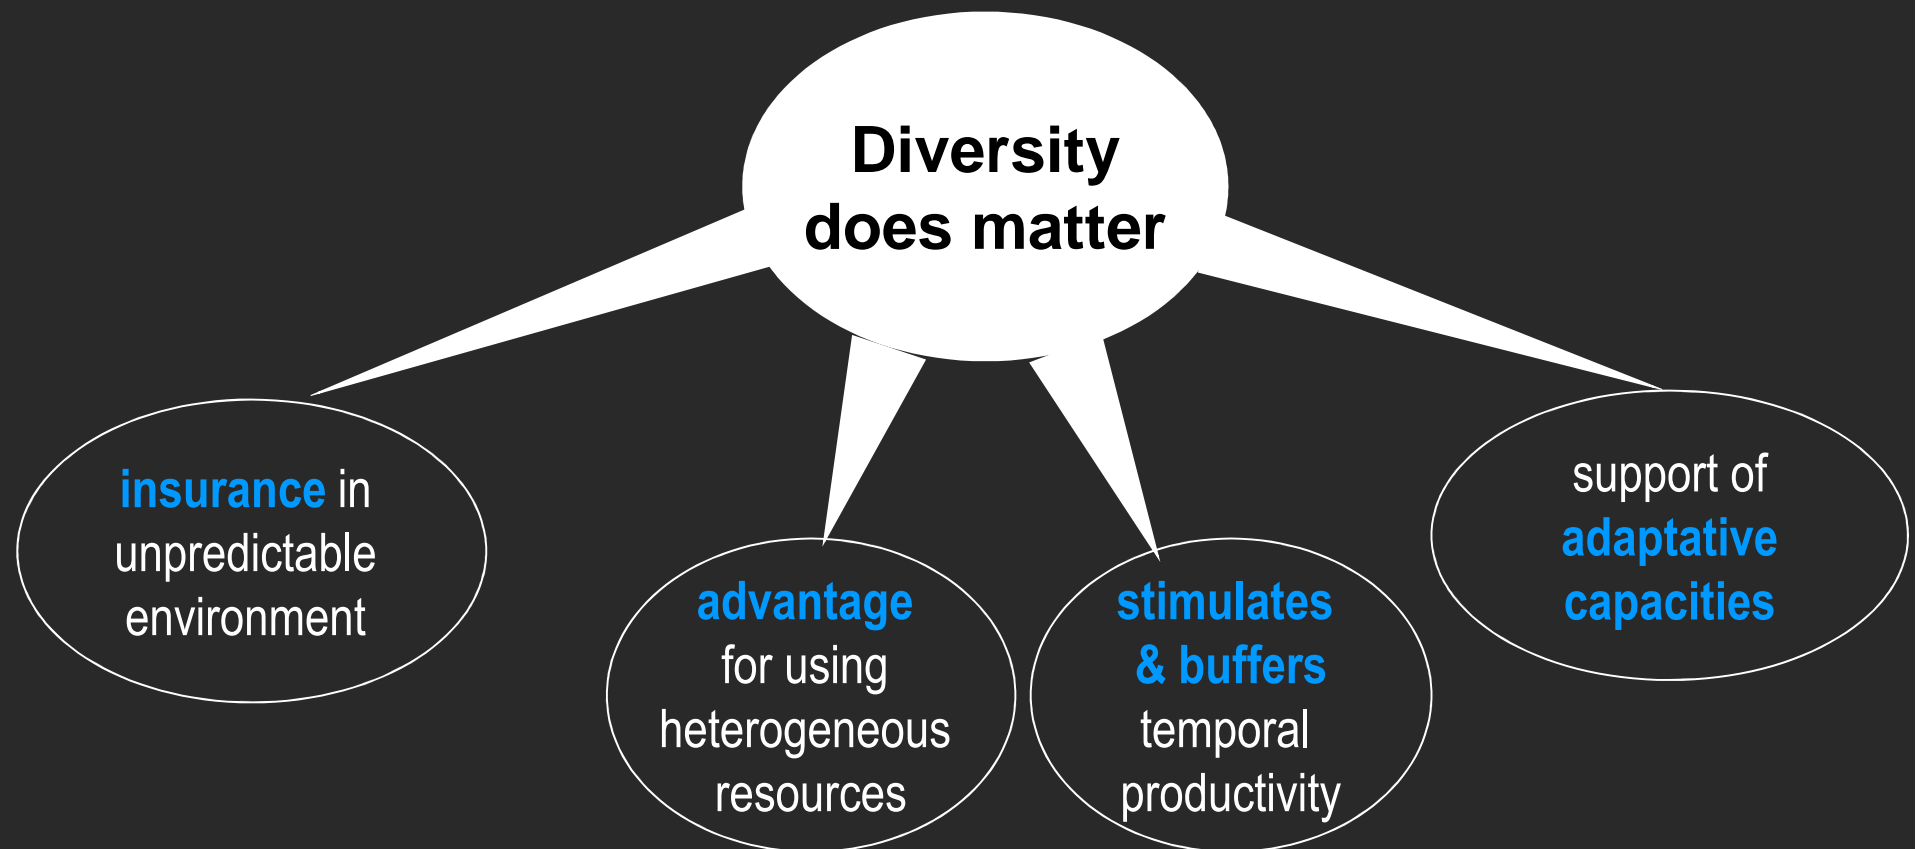 Diversity
does matter
insurance in
unpredictable
environment
advantage
for using
heterogeneous
resources
stimulates
& buffers
temporal
productivity
support of
adaptative
capacities